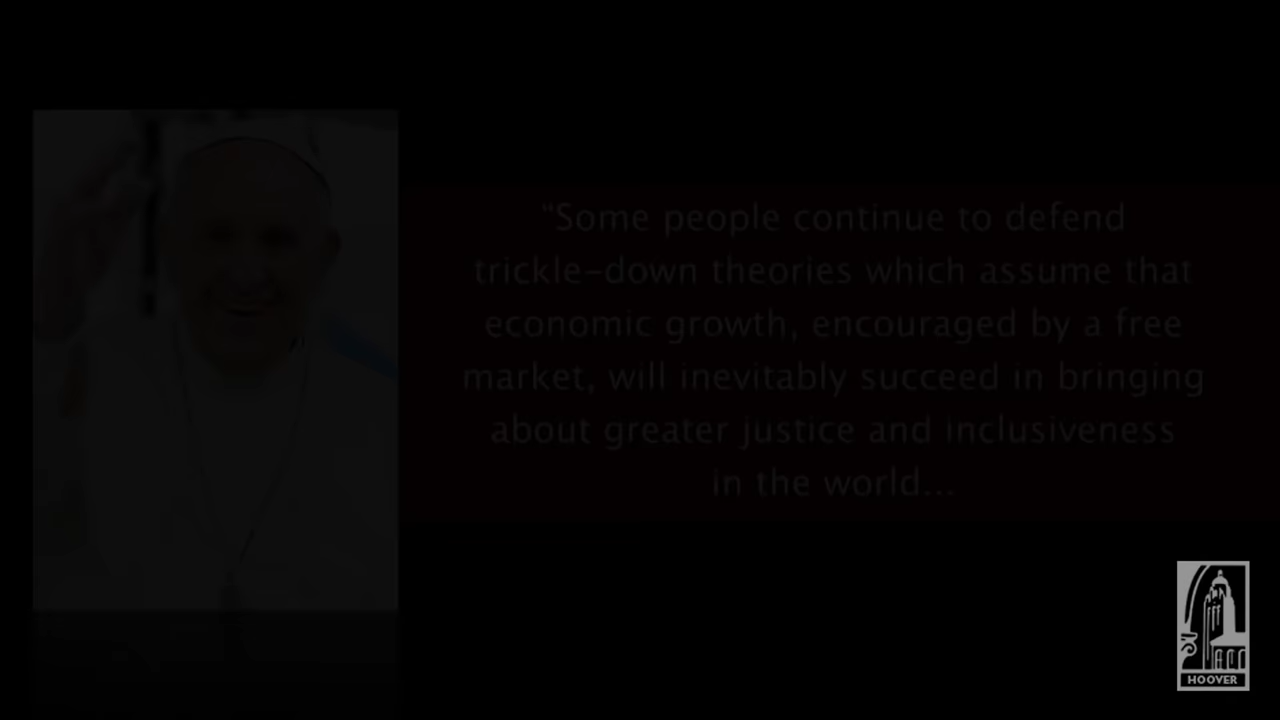 "Some people continue to defend
trickle-down theories which assume that
economic growth, encouraged by a free
market, will inevitably succeed in bringing
about greater justice and inclusiveness
in the world...
HOOVER